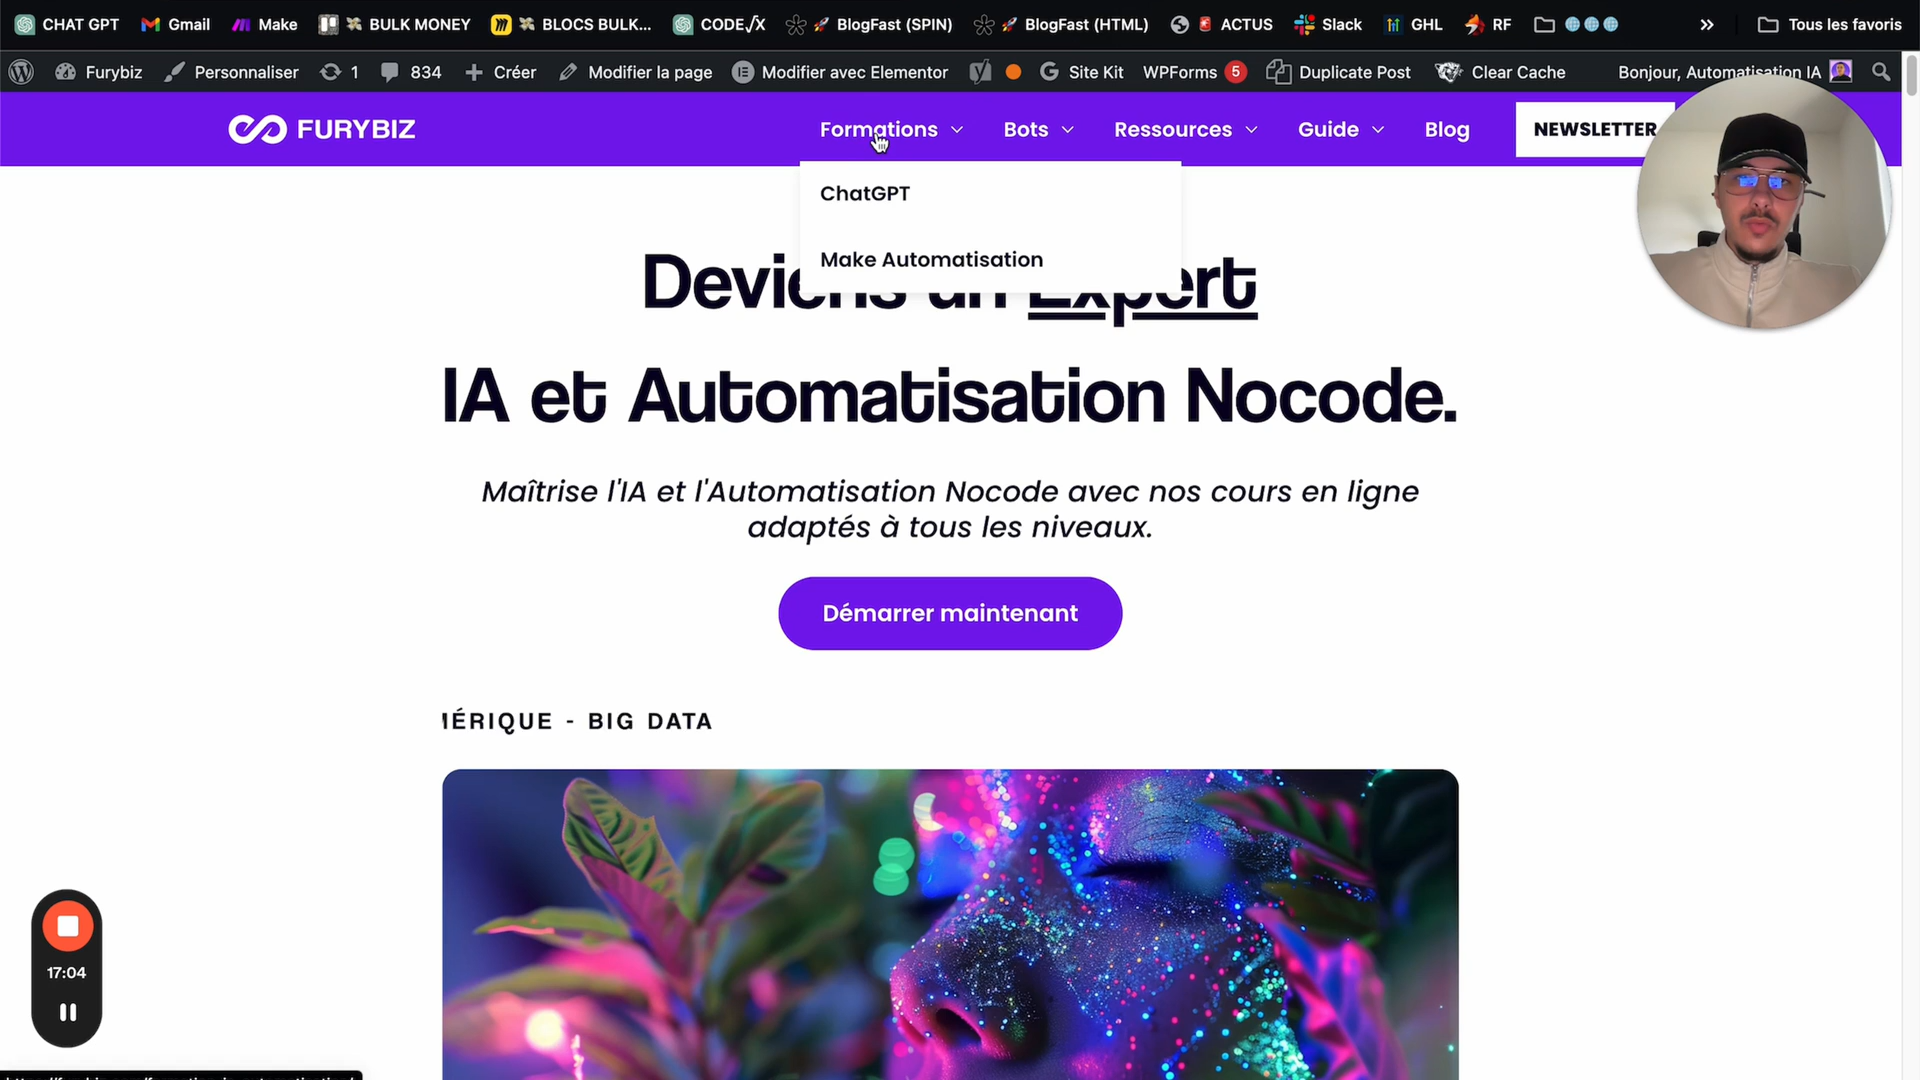 CHAT GPT Gmail Make BULK MONEY BLOCS BULK... CODE√X BlogFast (SPIN) BlogFast (HTML) ACTUS Slack GHL RF » Tous les favoris
Furybiz Personnaliser 1 834 Créer Modifier la page Modifier avec Elementor Site Kit WPForms 5 Duplicate Post Clear Cache Bonjour, Automatisation IA
FURYBIZ Formations Bots Ressources Guide Blog NEWSLETTER
ChatGPT
Make Automatisation
Deviens un Expert
IA et Automatisation Nocode.
Maîtrise l'IA et l'Automatisation Nocode avec nos cours en ligne
adaptés à tous les niveaux.
Démarrer maintenant
MÉRIQUE - BIG DATA
17:04